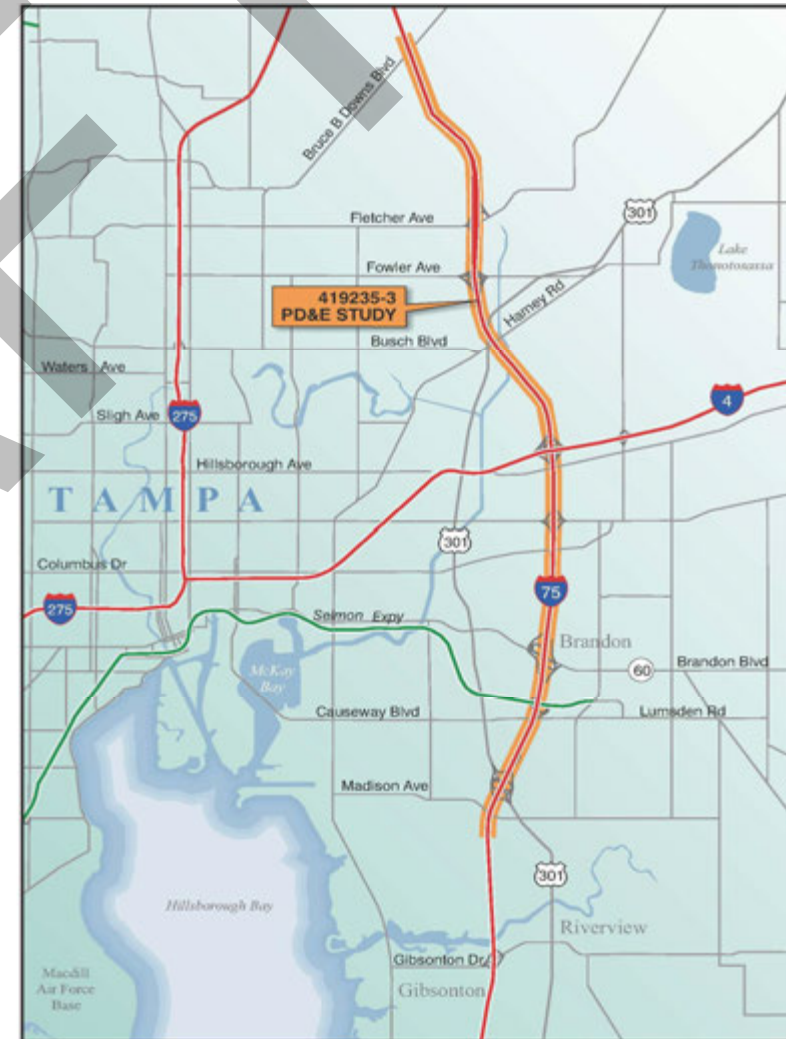 Bruce B Downs Blvd
Fletcher Ave
301
Lake
Thonotosassa
Fowler Ave
419235-3
PD&E STUDY
Harney Rd
Busch Blvd
Waters Ave
4
Sligh Ave
275
Hillsborough Ave
TAMPA
301
Columbus Dr
75
275
Selmon Expy
Brandon
60
Brandon Blvd
McKay
Bay
Causeway Blvd
Lumsden Rd
Madison Ave
301
Hillsborough Bay
Riverview
Gibsonton Dr
Macdill
Air Force
Base
Gibsonton